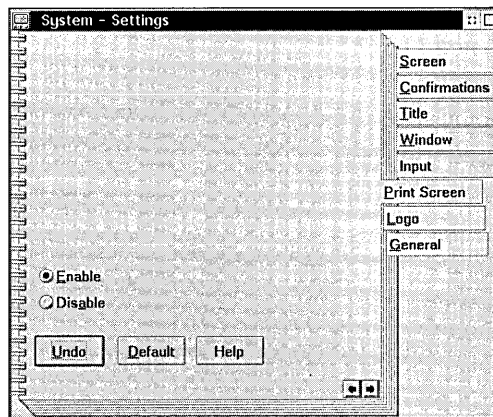 System - Settings
Screen
Confirmations
Title
Window
Input
Print Screen
Logo
General
Enable
Disable
Undo
Default
Help